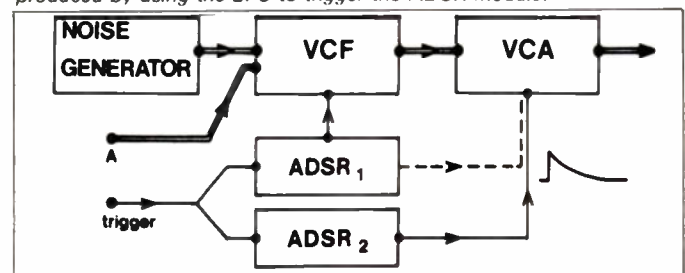 produced by using the LFO to trigger the ADSR module.
NOISE
GENERATOR
VCF
VCA
A
ADSR 1
trigger
ADSR 2